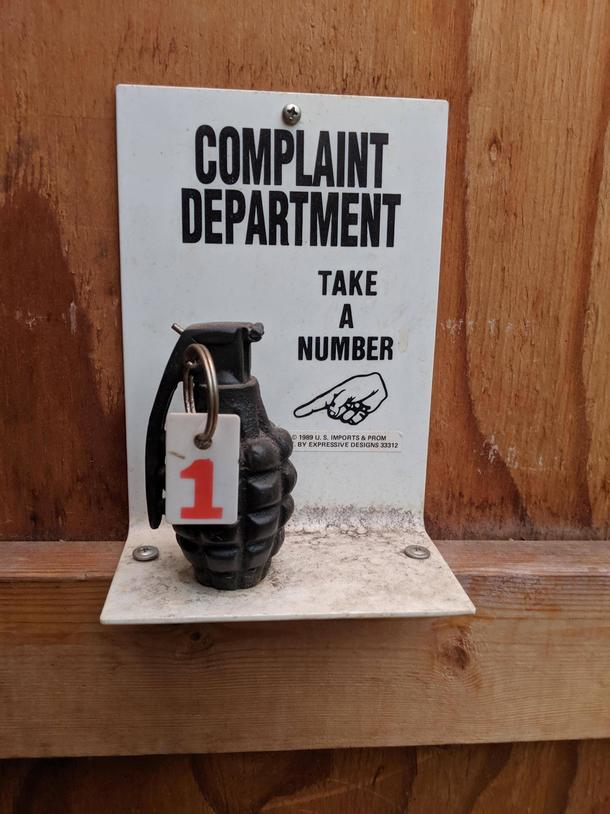 COMPLAINT
DEPARTMENT
TAKE
A
NUMBER
© 1989 U. S. IMPORTS & PROM
BY EXPRESSIVE DESIGNS 33312
1